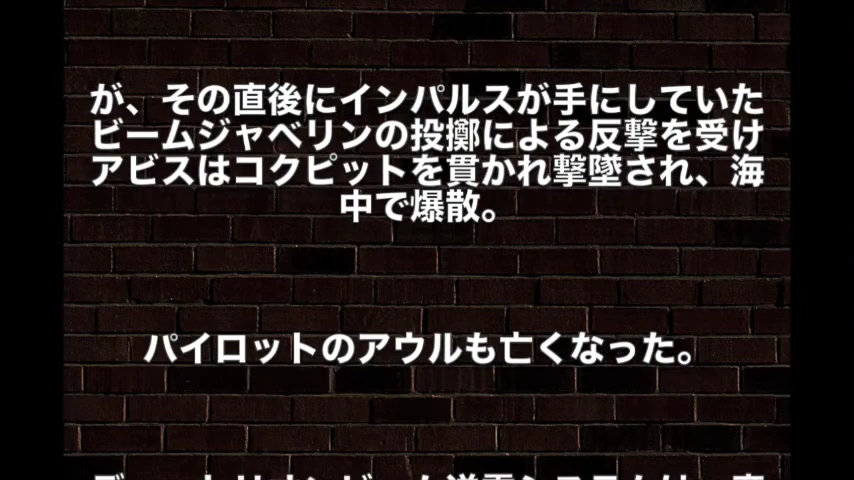 が、その直後にインパルスが手にしていた
ビームジャベリンの投擲による反撃を受け
アビスはコクピットを貫かれ撃墜され、海
中で爆散。
パイロットのアウルも亡くなった。